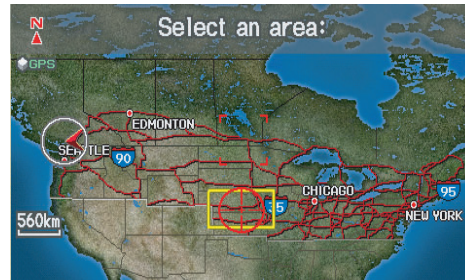 Select an area:
N
GPS
EDMONTON
SEATTLE
90
CHICAGO
35
95
NEW YORK
560km